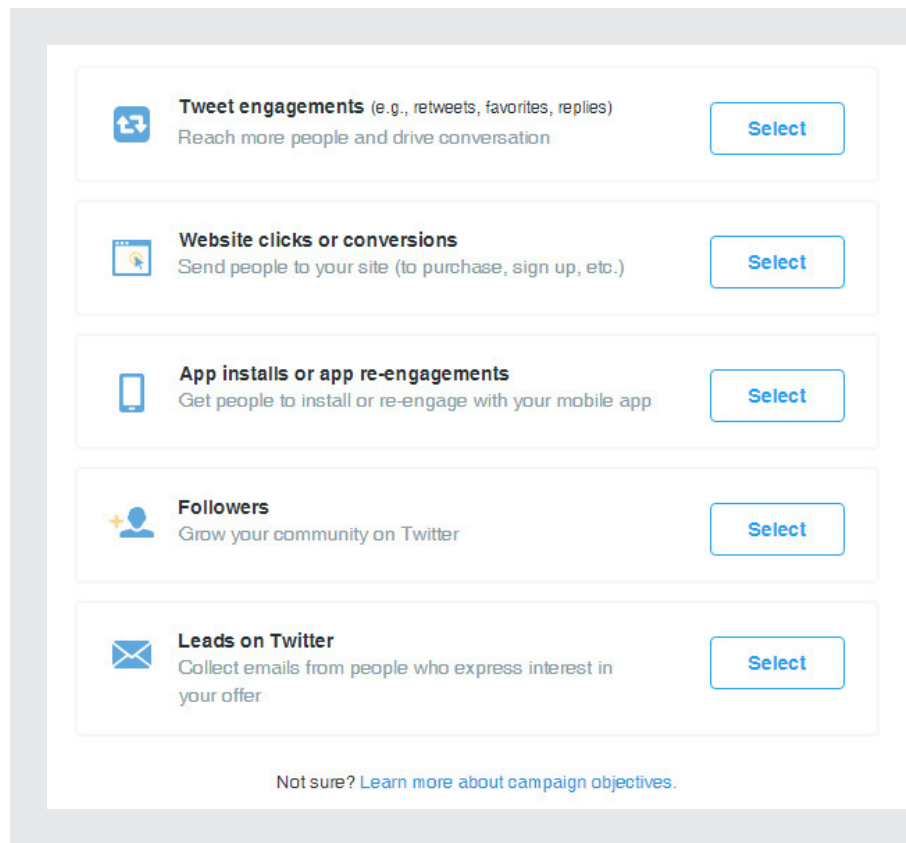 Tweet engagements (e.g., retweets, favorites, replies)
Reach more people and drive conversation
Select
Website clicks or conversions
Send people to your site (to purchase, sign up, etc.)
Select
App installs or app re-engagements
Get people to install or re-engage with your mobile app
Select
Followers
Grow your community on Twitter
Select
Leads on Twitter
Collect emails from people who express interest in
your offer
Select
Not sure? Learn more about campaign objectives.